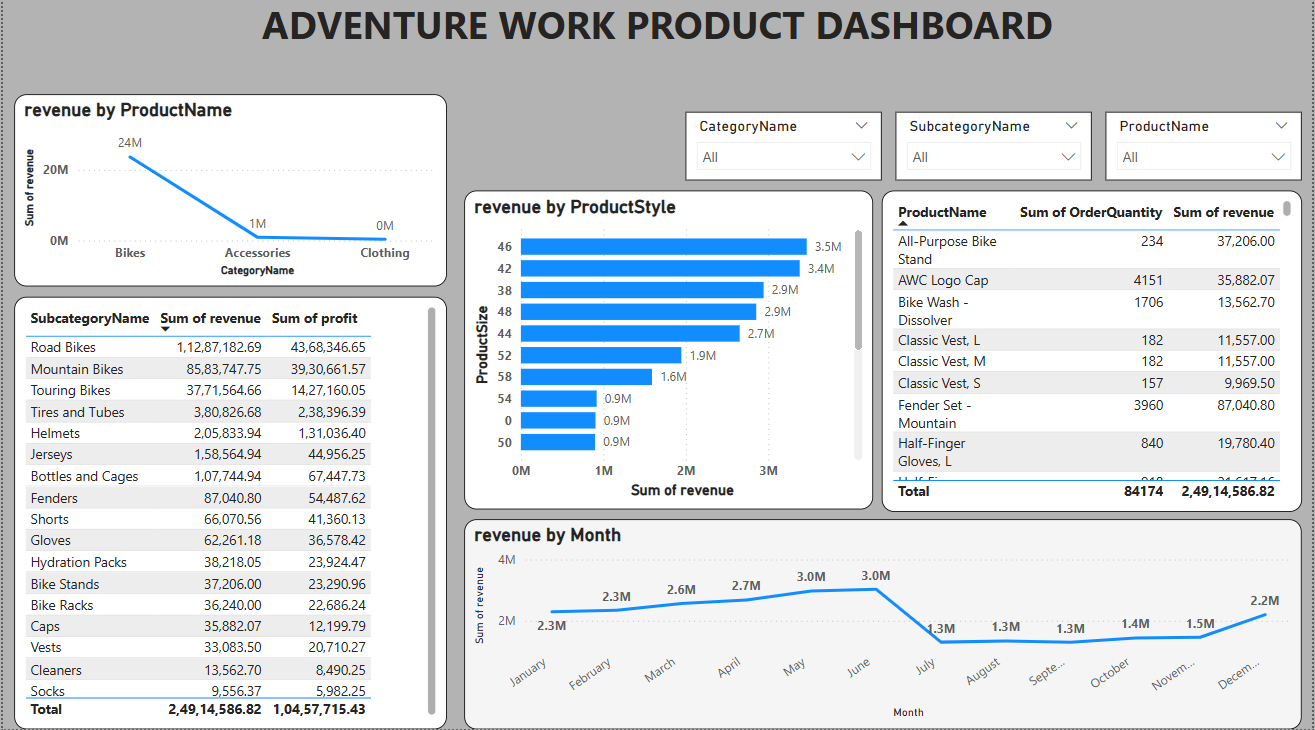 ADVENTURE WORK PRODUCT DASHBOARD
revenue by ProductName
24M
20M
1M
0M
0M
Sum of revenue
Bikes Accessories Clothing
CategoryName
CategoryName
All
SubcategoryName
All
ProductName
All
SubcategoryName Sum of revenue Sum of profit
Road Bikes 1,12,87,182.69 43,68,346.65
Mountain Bikes 85,83,747.75 39,30,661.57
Touring Bikes 37,71,564.66 14,27,160.05
Tires and Tubes 3,80,826.68 2,38,396.39
Helmets 2,05,833.94 1,31,036.40
Jerseys 1,58,564.94 44,956.25
Bottles and Cages 1,07,744.94 67,447.73
Fenders 87,040.80 54,487.62
Shorts 66,070.56 41,360.13
Gloves 62,261.18 36,578.42
Hydration Packs 38,218.05 23,924.47
Bike Stands 37,206.00 23,290.96
Bike Racks 36,240.00 22,686.24
Caps 35,882.07 12,199.79
Vests 33,083.50 20,710.27
Cleaners 13,562.70 8,490.25
Socks 9,556.37 5,982.25
Total 2,49,14,586.82 1,04,57,715.43
revenue by ProductStyle
ProductSize
46 3.5M
42 3.4M
38 2.9M
48 2.9M
44 2.7M
52 1.9M
58 1.6M
54 0.9M
0 0.9M
50 0.9M
0M 1M 2M 3M
Sum of revenue
ProductName Sum of OrderQuantity Sum of revenue
All-Purpose Bike 234 37,206.00
Stand
AWC Logo Cap 4151 35,882.07
Bike Wash - 1706 13,562.70
Dissolver
Classic Vest, L 182 11,557.00
Classic Vest, M 182 11,557.00
Classic Vest, S 157 9,969.50
Fender Set - 3960 87,040.80
Mountain
Half-Finger 840 19,780.40
Gloves, L
Total 84174 2,49,14,586.82
revenue by Month
4M
2M
Sum of revenue
2.3M 2.3M 2.6M 2.7M 3.0M 3.0M 1.3M 1.3M 1.3M 1.4M 1.5M 2.2M
January February March April May June July August Septe... October Novem... Decem...
Month